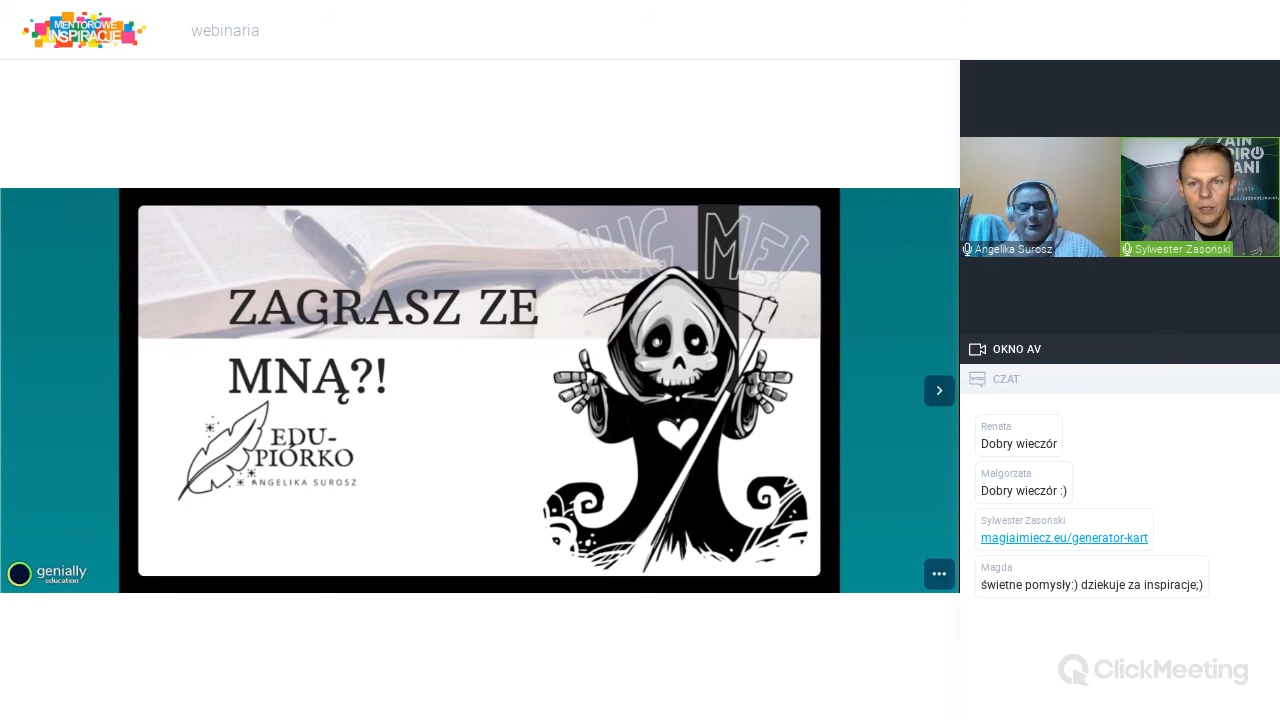 MENTOROWE
INSPIRACJE
webinaria
HUG ME!
ZAGRASZ ZE
MNĄ?!
EDU-
PIÓRKO
ANGELIKA SUROSZ
genially
education
Angelika Surosz
Sylwester Zasoński
OKNO AV
CZAT
Renata
Dobry wieczór
Małgorzata
Dobry wieczór :)
Sylwester Zasoński
magiaimiecz.eu/generator-kart
Magda
świetne pomysły:) dziekuje za inspiracje;)
ClickMeeting